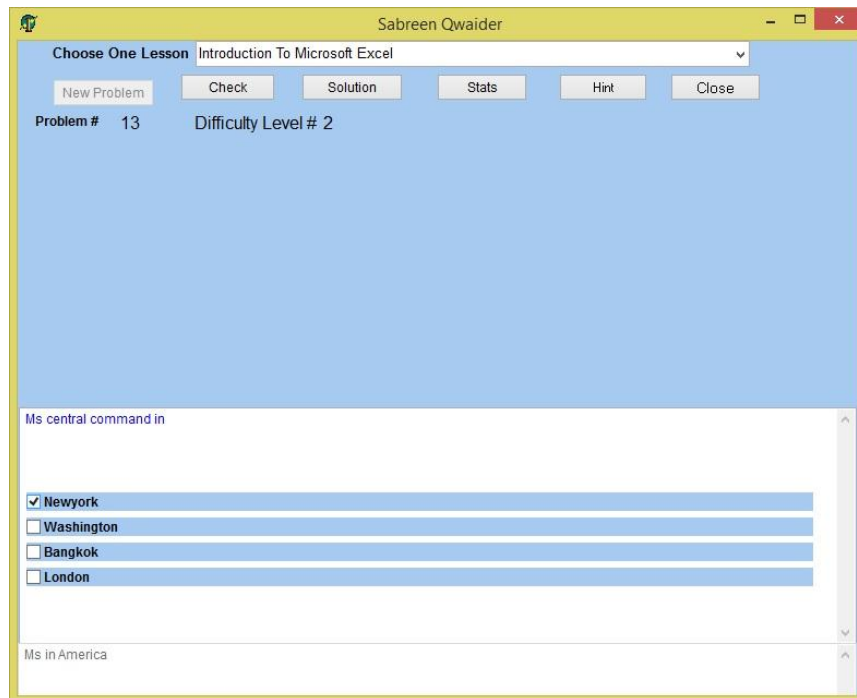 Sabreen Qwaider
Choose One Lesson Introduction To Microsoft Excel
New Problem Check Solution Stats Hint Close
Problem # 13 Difficulty Level # 2
Ms central command in
Newyork
Washington
Bangkok
London
Ms in America